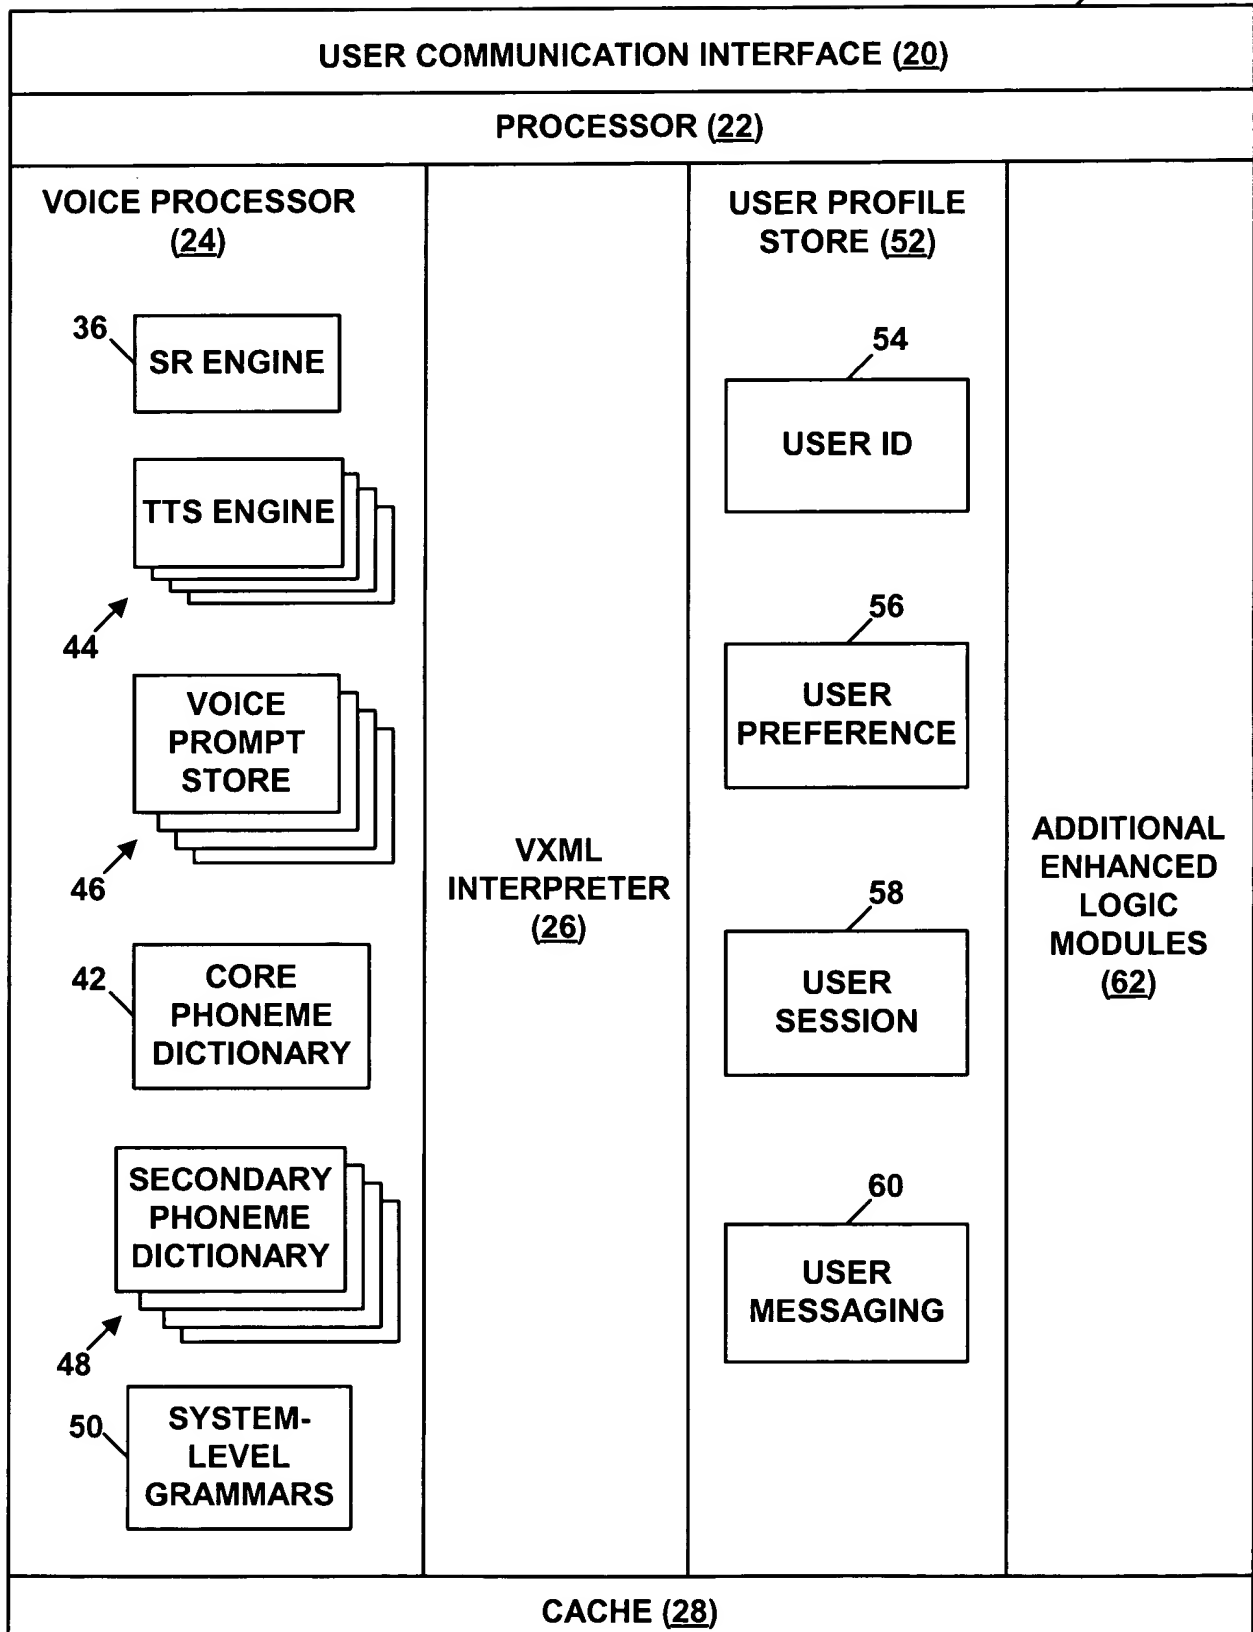 USER COMMUNICATION INTERFACE (20)
PROCESSOR (22)
VOICE PROCESSOR
(24)
36
SR ENGINE
TTS ENGINE
44
VOICE
PROMPT
STORE
46
42
CORE
PHONEME
DICTIONARY
SECONDARY
PHONEME
DICTIONARY
48
50
SYSTEM-
LEVEL
GRAMMARS
VXML
INTERPRETER
(26)
USER PROFILE
STORE (52)
54
USER ID
56
USER
PREFERENCE
58
USER
SESSION
60
USER
MESSAGING
ADDITIONAL
ENHANCED
LOGIC
MODULES
(62)
CACHE (28)